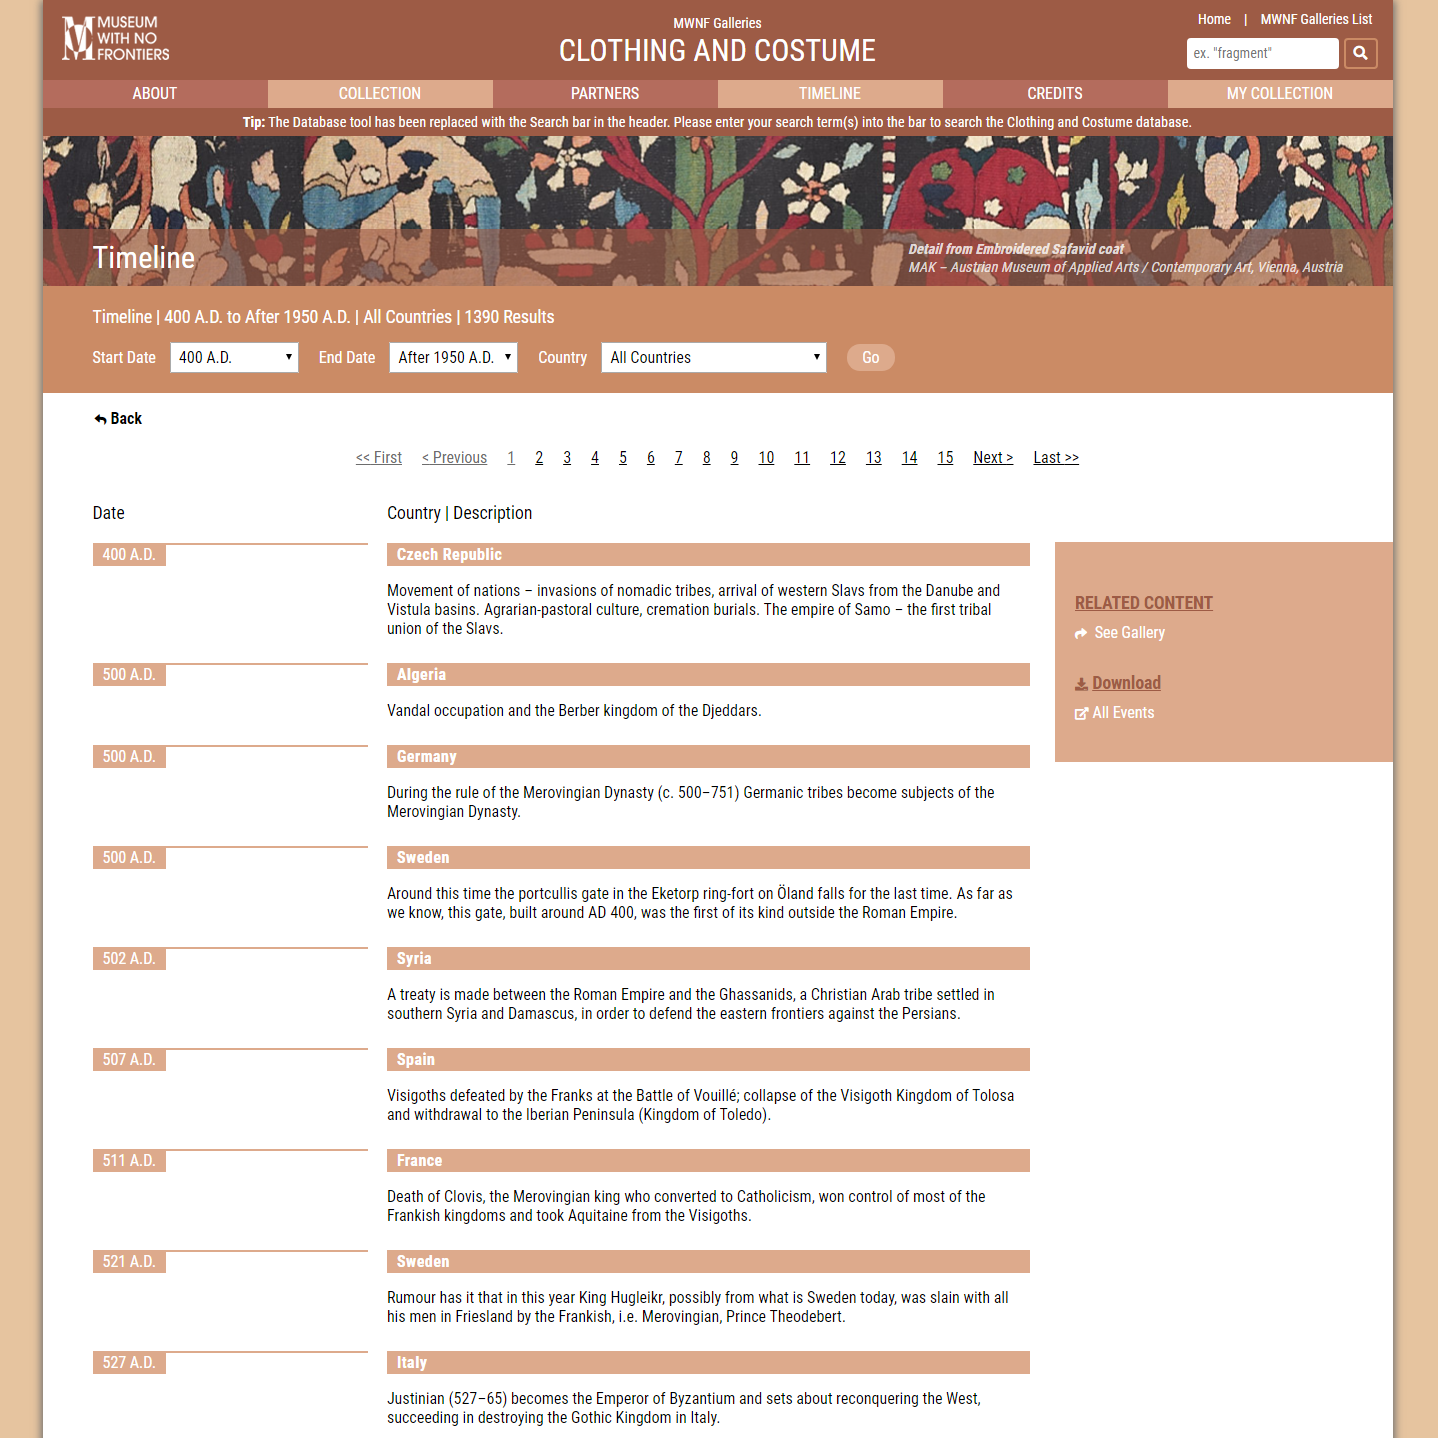 MUSEUM
WITH NO
FRONTIERS
MWNF Galleries
CLOTHING AND COSTUME
Home | MWNF Galleries List
ex. "fragment"
ABOUT COLLECTION PARTNERS TIMELINE CREDITS MY COLLECTION
Tip: The Database tool has been replaced with the Search bar in the header. Please enter your search term(s) into the bar to search the Clothing and Costume database.
Timeline
Detail from Embroidered Safavid coat
MAK – Austrian Museum of Applied Arts / Contemporary Art, Vienna, Austria
Timeline | 400 A.D. to After 1950 A.D. | All Countries | 1390 Results
Start Date 400 A.D. End Date After 1950 A.D. Country All Countries Go
Back
<< First < Previous 1 2 3 4 5 6 7 8 9 10 11 12 13 14 15 Next > Last >>
Date Country | Description
400 A.D. Czech Republic
Movement of nations – invasions of nomadic tribes, arrival of western Slavs from the Danube and
Vistula basins. Agrarian-pastoral culture, cremation burials. The empire of Samo – the first tribal
union of the Slavs.
RELATED CONTENT
See Gallery
Download
All Events
500 A.D. Algeria
Vandal occupation and the Berber kingdom of the Djeddars.
500 A.D. Germany
During the rule of the Merovingian Dynasty (c. 500–751) Germanic tribes become subjects of the
Merovingian Dynasty.
500 A.D. Sweden
Around this time the portcullis gate in the Eketorp ring-fort on Öland falls for the last time. As far as
we know, this gate, built around AD 400, was the first of its kind outside the Roman Empire.
502 A.D. Syria
A treaty is made between the Roman Empire and the Ghassanids, a Christian Arab tribe settled in
southern Syria and Damascus, in order to defend the eastern frontiers against the Persians.
507 A.D. Spain
Visigoths defeated by the Franks at the Battle of Vouillé; collapse of the Visigoth Kingdom of Tolosa
and withdrawal to the Iberian Peninsula (Kingdom of Toledo).
511 A.D. France
Death of Clovis, the Merovingian king who converted to Catholicism, won control of most of the
Frankish kingdoms and took Aquitaine from the Visigoths.
521 A.D. Sweden
Rumour has it that in this year King Hugleikr, possibly from what is Sweden today, was slain with all
his men in Friesland by the Frankish, i.e. Merovingian, Prince Theodebert.
527 A.D. Italy
Justinian (527–65) becomes the Emperor of Byzantium and sets about reconquering the West,
succeeding in destroying the Gothic Kingdom in Italy.